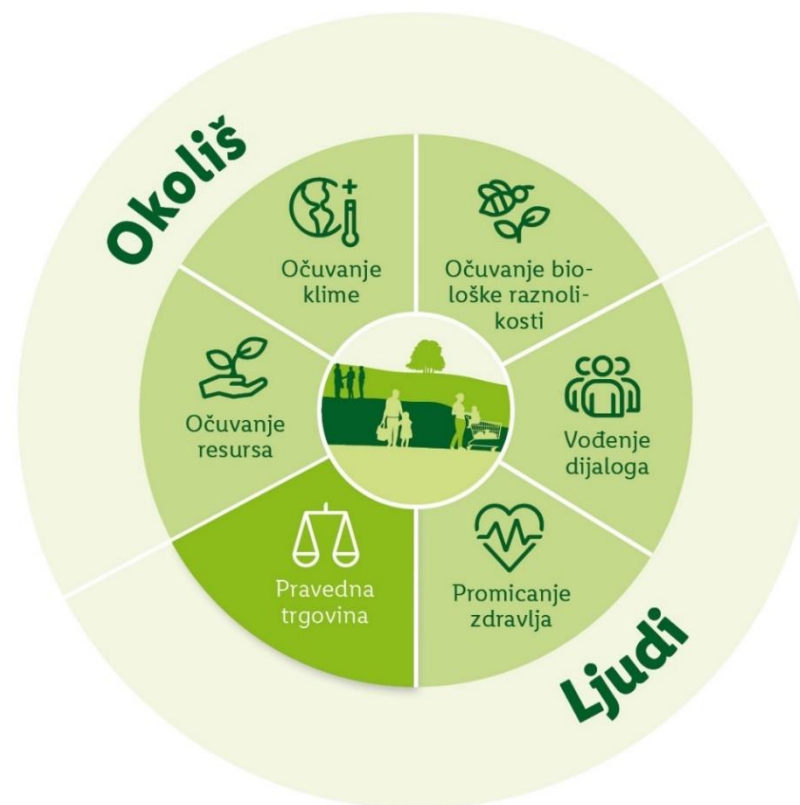 Okoliš
Očuvanje
klime
Očuvanje bio-
loške raznoli-
kosti
Očuvanje
resursa
Vođenje
dijaloga
Pravedna
trgovina
Promicanje
zdravlja
Ljudi